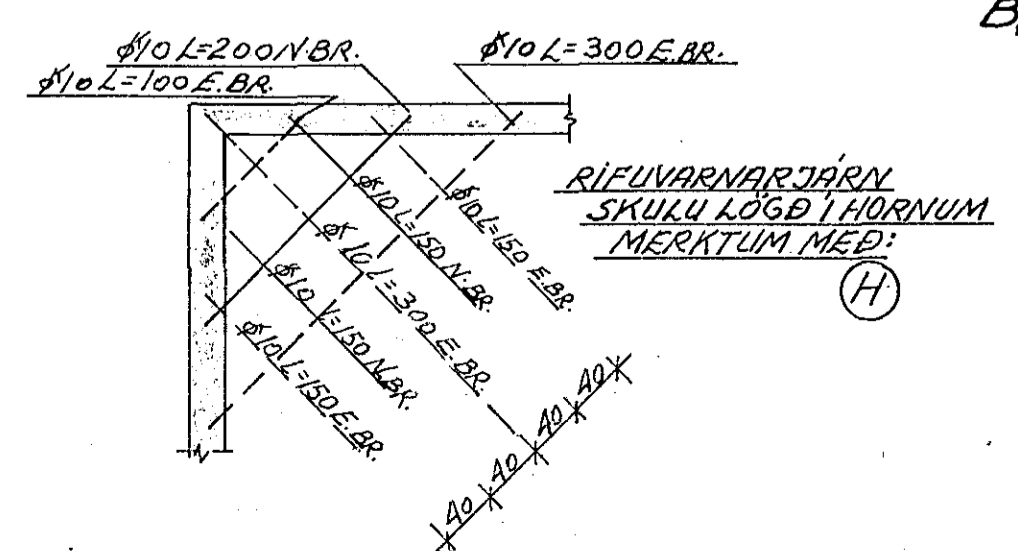 B
ø10 L=200 N.BR.
ø10 L=300 E.BR.
ø10 L=100 E.BR.
RIFUVARNARJÁRN
SKULU LÖGÐ Í HORNUM
MERKTUM MEÐ:
H
ø10 L=150 E.BR.
ø10 L=150 N.BR.
ø10 L=300 E.BR.
ø10 L=150 N.BR.
ø10 L=150 E.BR.
40
40
40
40